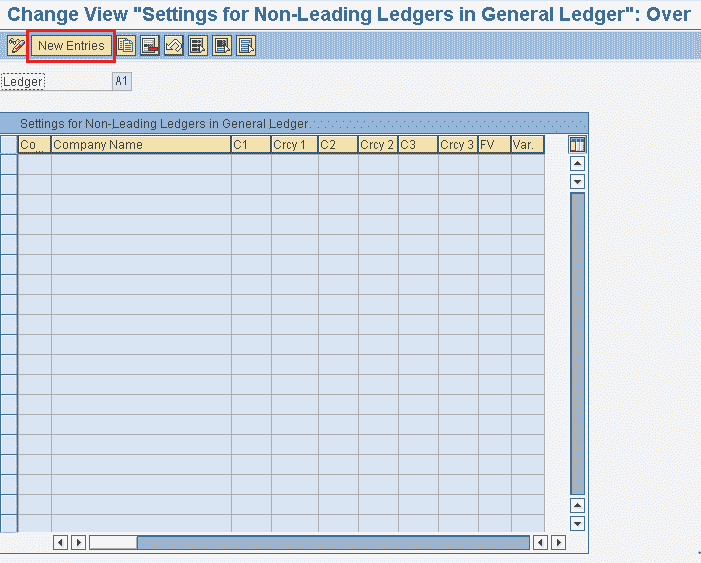 Change View "Settings for Non-Leading Ledgers in General Ledger": Over
New Entries
Ledger A1
Settings for Non-Leading Ledgers in General Ledger
Co... Company Name C1 Crcy 1 C2 Crcy 2 C3 Crcy 3 FV Var.